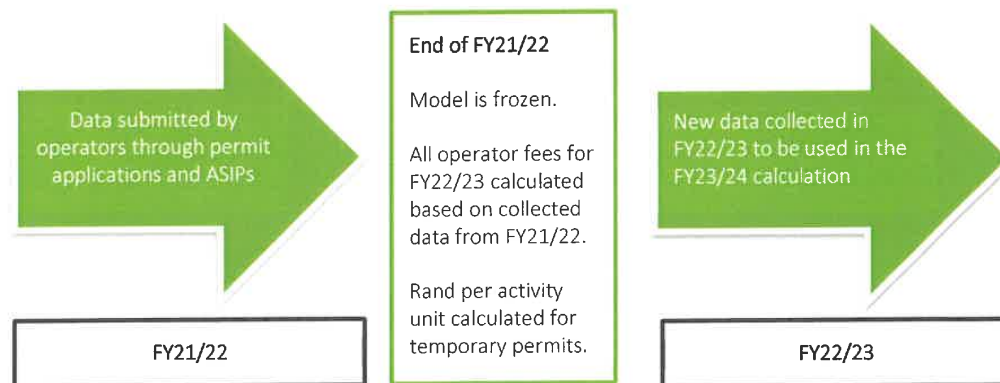 Data submitted by
operators through permit
applications and ASIPs
FY21/22
End of FY21/22
Model is frozen.
All operator fees for
FY22/23 calculated
based on collected
data from FY21/22.
Rand per activity
unit calculated for
temporary permits.
New data collected in
FY22/23 to be used in the
FY23/24 calculation
FY22/23